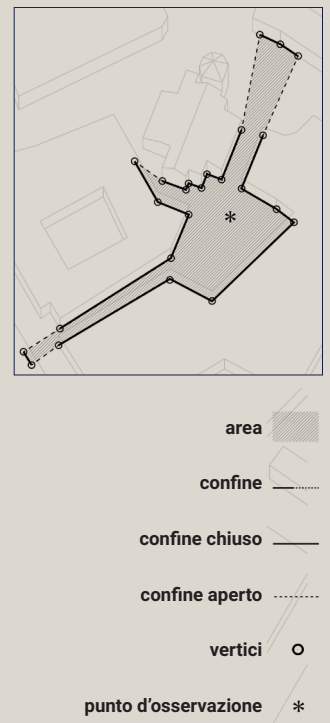 area
confine
confine chiuso
confine aperto
vertici
punto d'osservazione